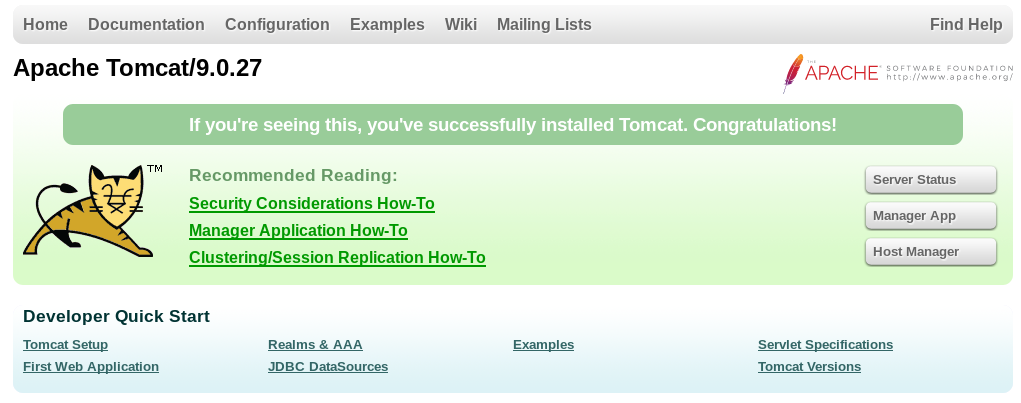 Home Documentation Configuration Examples Wiki Mailing Lists Find Help
Apache Tomcat/9.0.27
THE APACHE® SOFTWARE FOUNDATION
http://www.apache.org/
If you're seeing this, you've successfully installed Tomcat. Congratulations!
TM
Recommended Reading:
Security Considerations How-To
Manager Application How-To
Clustering/Session Replication How-To
Server Status
Manager App
Host Manager
Developer Quick Start
Tomcat Setup Realms & AAA Examples Servlet Specifications
First Web Application JDBC DataSources Tomcat Versions